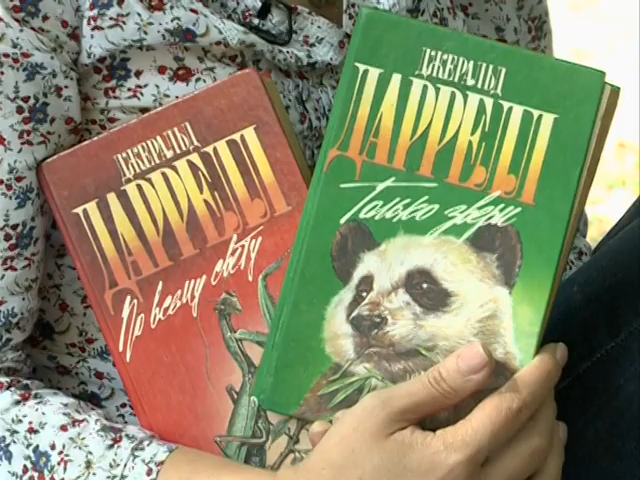 ДЖЕРАЛЬД
ДАРРЕЛЛ
По всему свету
ДЖЕРАЛЬД
ДАРРЕЛЛ
Только звери